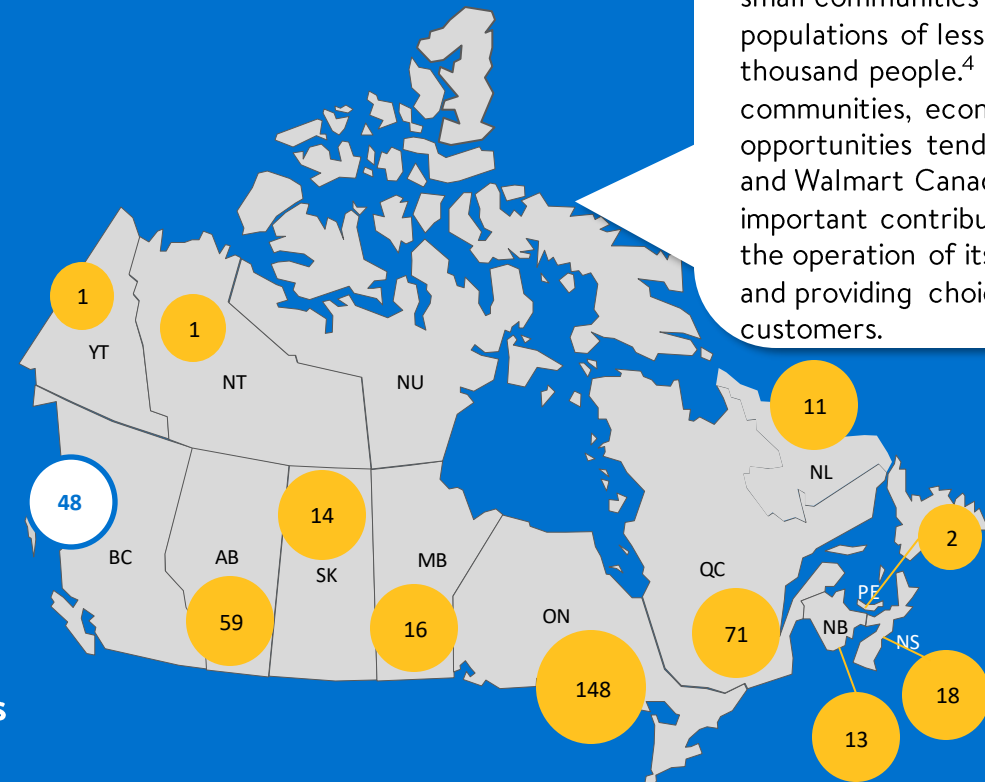 small communities
populations of less
thousand people.4
communities, econ
opportunities tend
and Walmart Canad
important contribu
the operation of its
and providing choic
customers.
1
1
YT
NT
NU
11
NL
48
14
2
BC
AB
SK
MB
QC
PE
ON
NB
NS
59
16
71
148
18
13
s